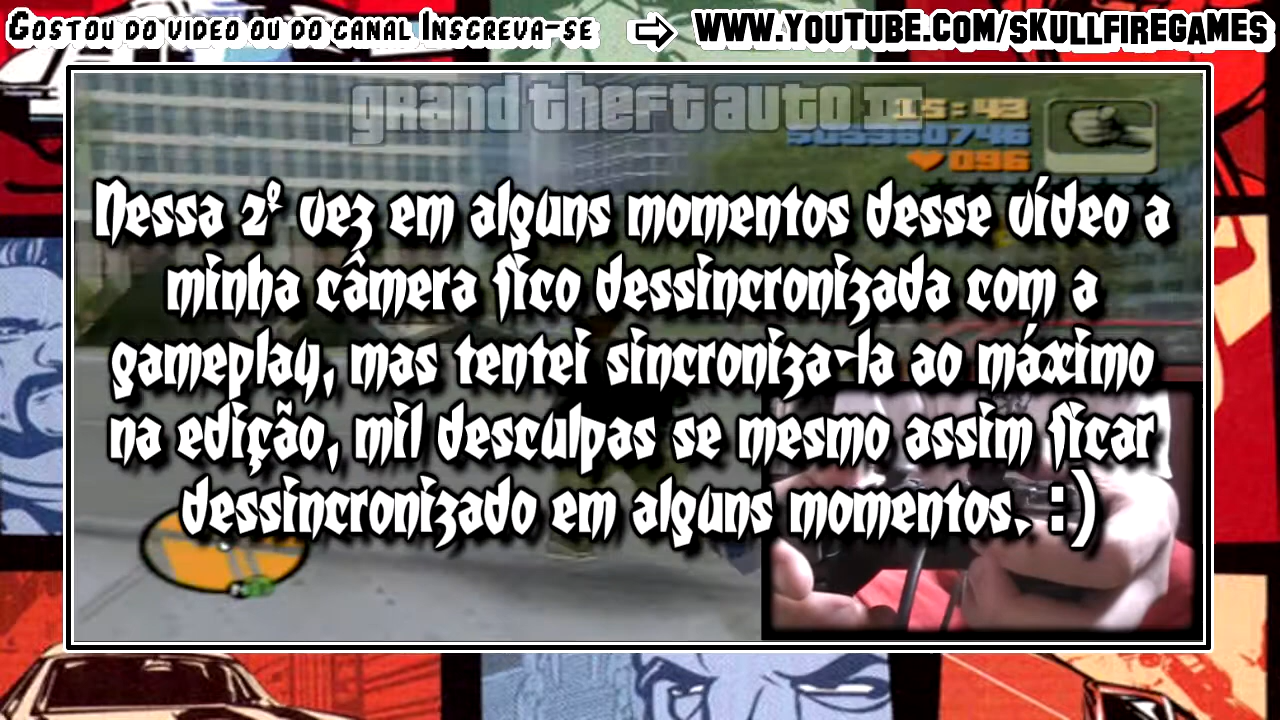 Gostou do video ou do canal Inscreva-se ⇨ www.YouTube.com/skullfiregames
grand theft auto III
15:43
096
Nessa 2º vez em alguns momentos desse vídeo a
minha câmera fico dessincronizada com a
gameplay, mas tentei sincroniza-la ao máximo
na edição, mil desculpas se mesmo assim ficar
dessincronizado em alguns momentos. :)